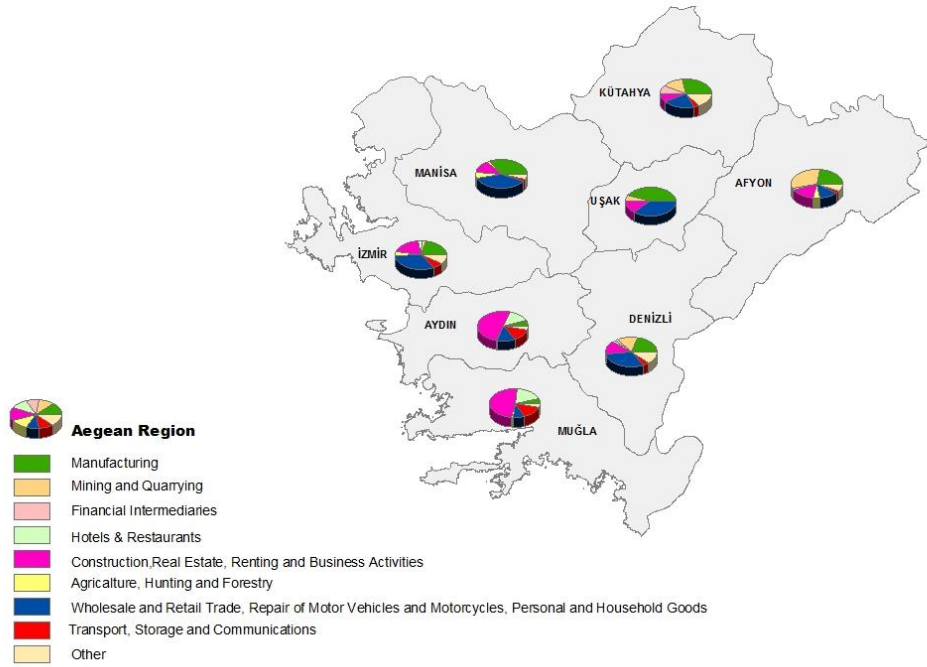 KÜTAHYA
MANİSA
UŞAK
AFYON
İZMİR
AYDIN
DENİZLİ
MUĞLA
Aegean Region
Manufacturing
Mining and Quarrying
Financial Intermediaries
Hotels & Restaurants
Construction,Real Estate, Renting and Business Activities
Agrilcalture, Hunting and Forestry
Wholesale and Retail Trade, Repair of Motor Vehicles and Motorcycles, Personal and Household Goods
Transport, Storage and Communications
Other